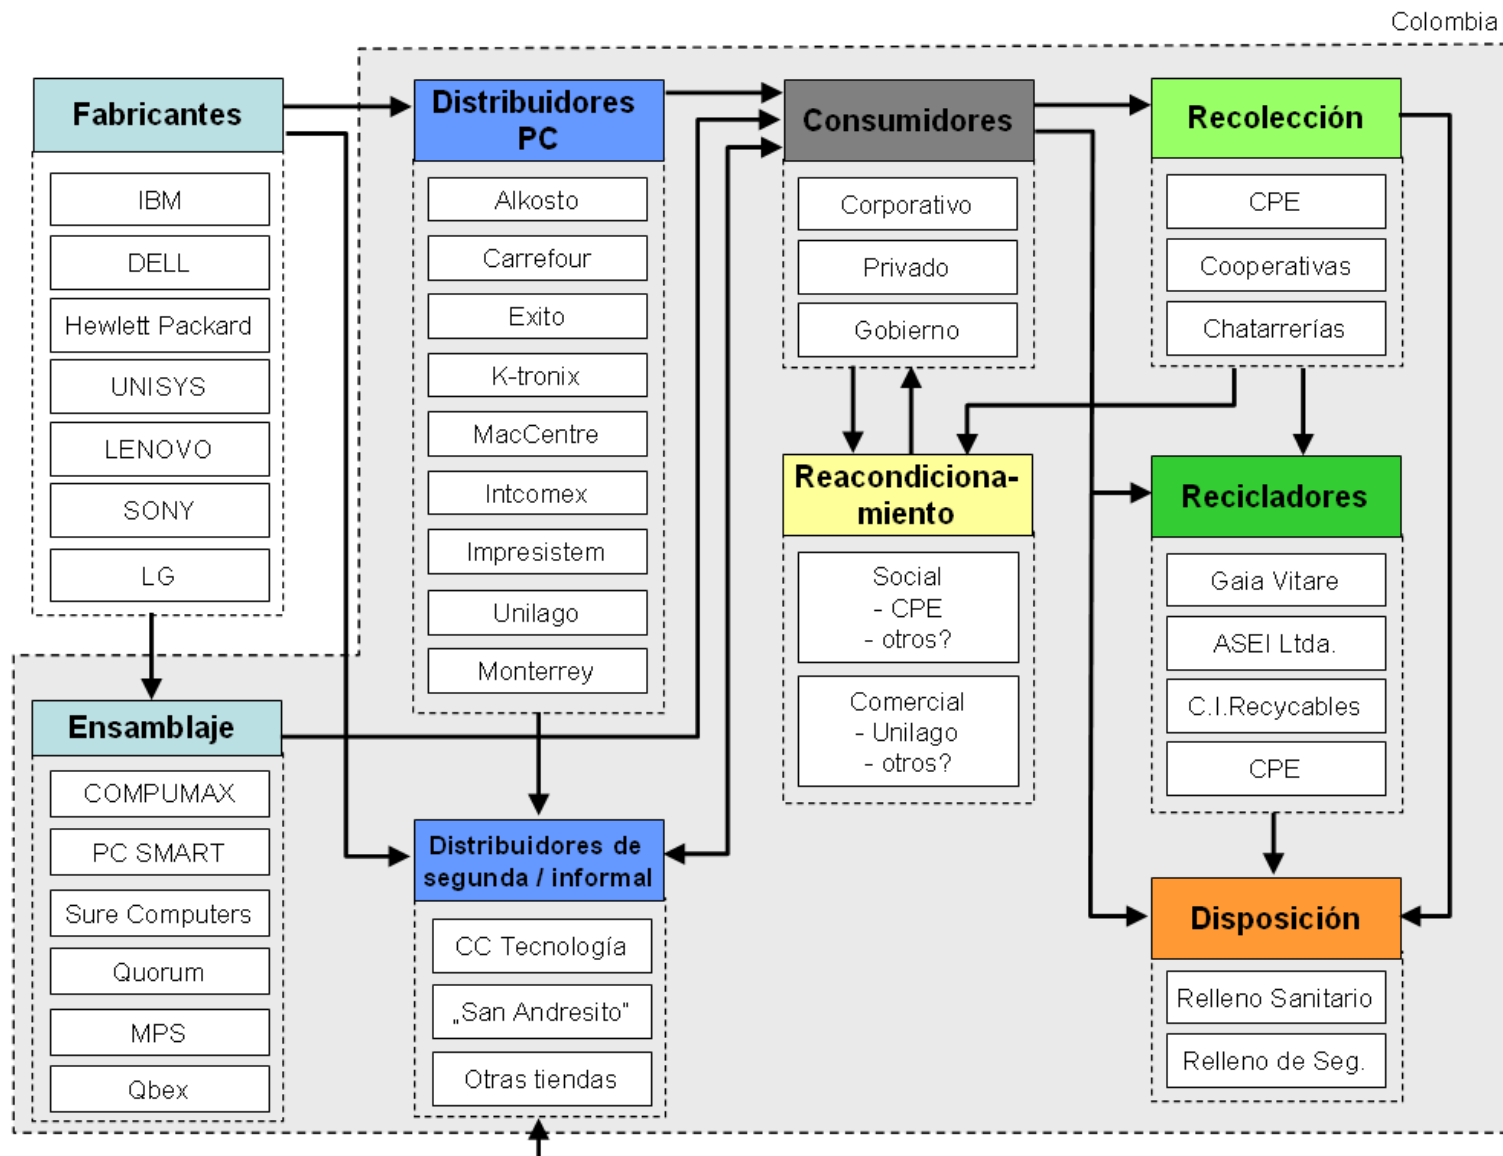 Colombia
Fabricantes
IBM
DELL
Hewlett Packard
UNISYS
LENOVO
SONY
LG
Ensamblaje
COMPUMAX
PC SMART
Sure Computers
Quorum
MPS
Qbex
Distribuidores
PC
Alkosto
Carrefour
Exito
K-tronix
MacCentre
Intcomex
Impresistem
Unilago
Monterrey
Distribuidores de
segunda / informal
CC Tecnología
„San Andresito“
Otras tiendas
Consumidores
Corporativo
Privado
Gobierno
Reacondiciona-
miento
Social
- CPE
- otros?
Comercial
- Unilago
- otros?
Recolección
CPE
Cooperativas
Chatarrerías
Recicladores
Gaia Vitare
ASEI Ltda.
C.I.Recycables
CPE
Disposición
Relleno Sanitario
Relleno de Seg.